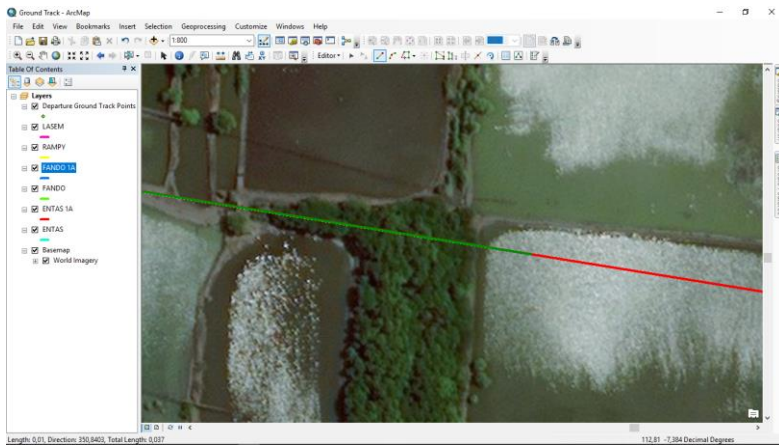 Ground Track - ArcMap
File Edit View Bookmarks Insert Selection Geoprocessing Customize Windows Help
1:000
Editor
Table Of Contents
Layers
Departure Ground Track Points
LASEM
RAMPY
FANDO 1A
FANDO
ENTAS 1A
ENTAS
Basemap
World Imagery
Length: 0,01, Direction: 350,8403, Total Length: 0,037
112,81 -7,384 Decimal Degrees